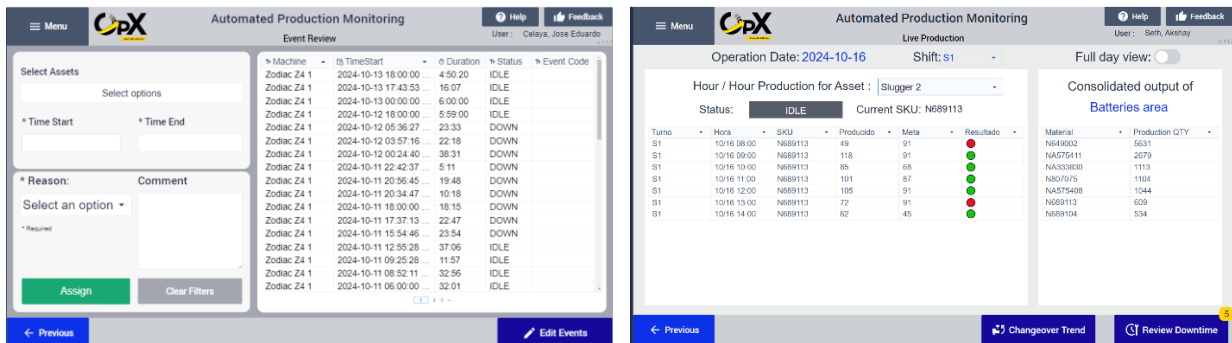 Menu
CpX
Automated Production Monitoring
Event Review
Help
Feedback
User : Celaya, Jose Eduardo
Select Assets
Select options
* Time Start * Time End
* Reason: Comment
Select an option
* Required
Assign
Clear Filters
Machine TimeStart Duration Status Event Code
Zodiac Z4 1 2024-10-13 18:00:00 ... 4:50:20 IDLE
Zodiac Z4 1 2024-10-13 17:43:53 ... 16:07 IDLE
Zodiac Z4 1 2024-10-13 00:00:00 ... 6:00:00 IDLE
Zodiac Z4 1 2024-10-12 18:00:00 ... 5:59:00 IDLE
Zodiac Z4 1 2024-10-12 05:36:27 ... 23:33 DOWN
Zodiac Z4 1 2024-10-12 03:57:16 ... 22:18 DOWN
Zodiac Z4 1 2024-10-12 00:24:40 ... 38:31 DOWN
Zodiac Z4 1 2024-10-11 22:42:37 ... 5:11 DOWN
Zodiac Z4 1 2024-10-11 20:56:45 ... 19:48 DOWN
Zodiac Z4 1 2024-10-11 20:34:47 ... 10:18 DOWN
Zodiac Z4 1 2024-10-11 18:00:00 ... 18:15 DOWN
Zodiac Z4 1 2024-10-11 17:37:13 ... 22:47 DOWN
Zodiac Z4 1 2024-10-11 15:54:46 ... 23:54 DOWN
Zodiac Z4 1 2024-10-11 12:55:28 ... 37:06 IDLE
Zodiac Z4 1 2024-10-11 09:25:28 ... 11:57 IDLE
Zodiac Z4 1 2024-10-11 08:52:11 ... 32:56 IDLE
Zodiac Z4 1 2024-10-11 06:00:00 ... 32:01 IDLE
Previous
Edit Events
Menu
CpX
Automated Production Monitoring
Live Production
Help
Feedback
User : Seth, Akshay
Operation Date: 2024-10-16 Shift: S1 Full day view:
Hour / Hour Production for Asset : Slugger 2
Status: IDLE Current SKU: N689113
Turno Hora SKU Producido Meta Resultado
S1 10/16 08:00 N689113 49 91
S1 10/16 09:00 N689113 118 91
S1 10/16 10:00 N689113 85 68
S1 10/16 11:00 N689113 101 87
S1 10/16 12:00 N689113 105 91
S1 10/16 13:00 N689113 72 91
S1 10/16 14:00 N689113 62 45
Consolidated output of
Batteries area
Material Production QTY
N649002 5631
NA575411 2679
NA333830 1113
N807075 1104
NA575408 1044
N689113 609
N689104 534
Previous
Changeover Trend
Review Downtime
5